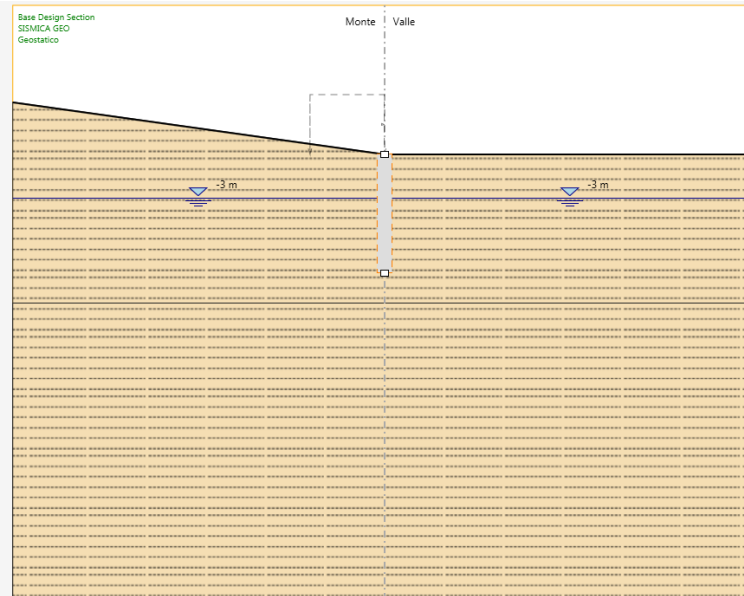 Base Design Section
SISMICA GEO
Geostatico
Monte Valle
-3 m -3 m